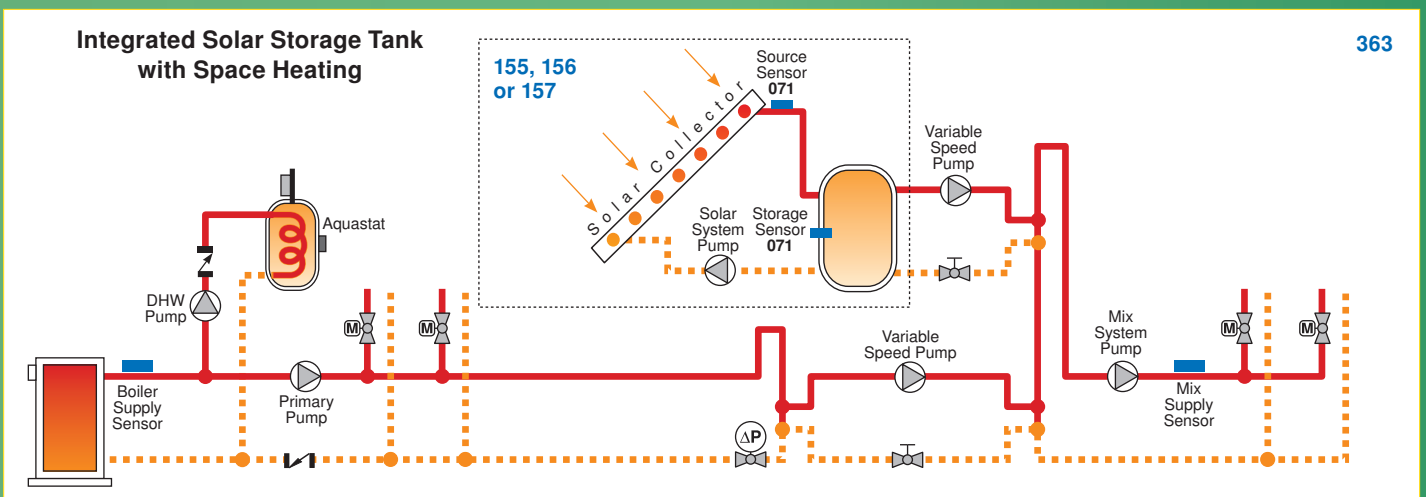 Integrated Solar Storage Tank
with Space Heating
363
155, 156
or 157
Solar Collector
Source
Sensor
071
Variable
Speed
Pump
Aquastat
Solar
System
Pump
Storage
Sensor
071
DHW
Pump
M
M
Variable
Speed Pump
Mix
System
Pump
M
M
Boiler
Supply
Sensor
Primary
Pump
Mix
Supply
Sensor
ΔP